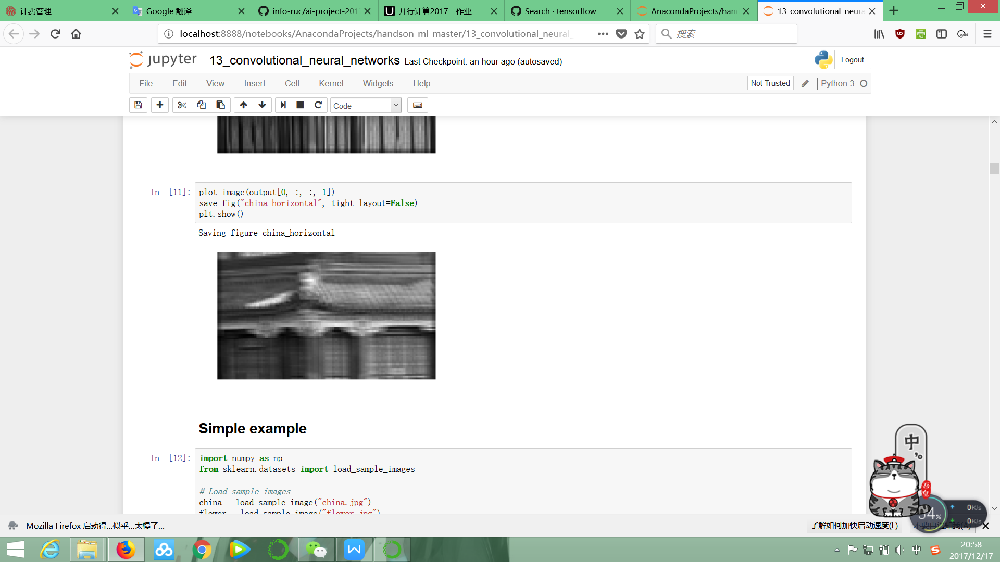 计费管理
Google 翻译
info-ruc/ai-project-201
并行计算2017 作业
Search · tensorflow
AnacondaProjects/hand
13_convolutional_neura
localhost:8888/notebooks/AnacondaProjects/handson-ml-master/13_convolutional_neural_
搜索
jupyter
13_convolutional_neural_networks Last Checkpoint: an hour ago (autosaved)
Logout
File Edit View Insert Cell Kernel Widgets Help
Not Trusted
Python 3
Code
In [11]:
plot_image(output[0, :, :, 1])
save_fig("china_horizontal", tight_layout=False)
plt.show()
Saving figure china_horizontal
Simple example
In [12]:
import numpy as np
from sklearn.datasets import load_sample_images
# Load sample images
china = load_sample_image("china.jpg")
flower = load_sample_image("flower.jpg")
中
54%
0K/s
0K/s
Mozilla Firefox 启动得...似乎...太慢了...
了解如何加快启动速度(L)
不要再通知我(A)
中
20:58
2017/12/17